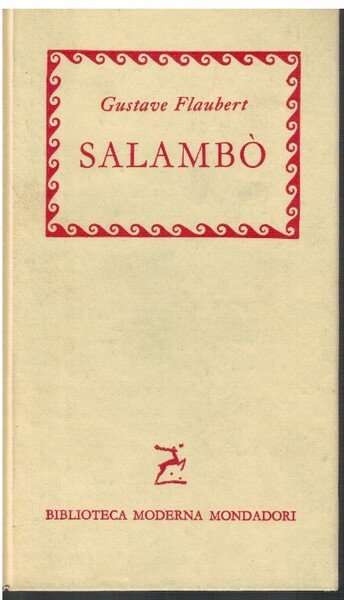 Gustave Flaubert
SALAMBÒ
BIBLIOTECA MODERNA MONDADORI